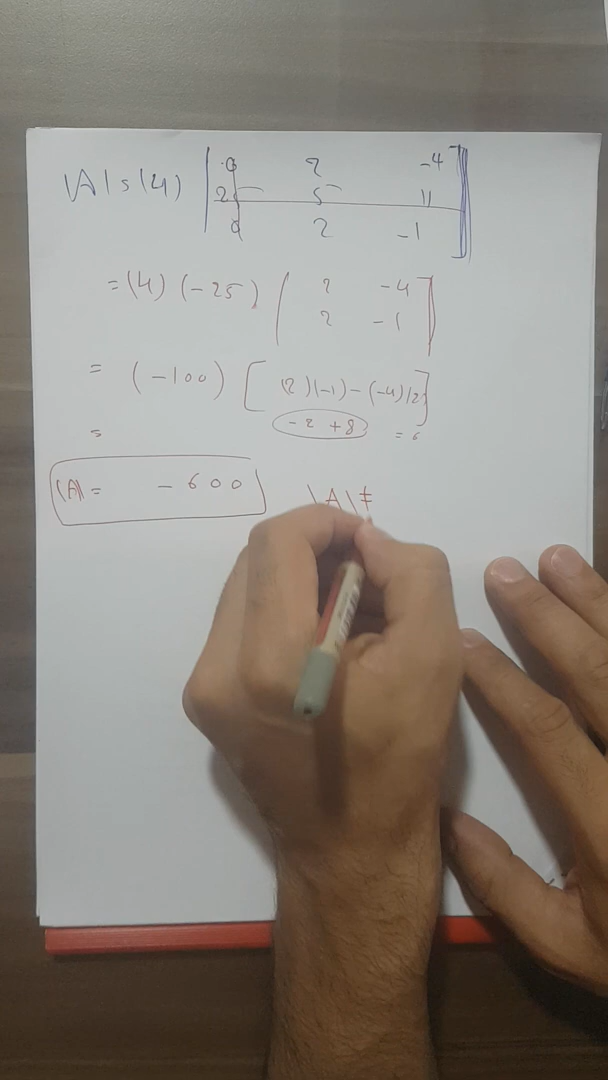 |A| = (4) | 0 2 -4
25 5 11
0 2 -1 |
= (4) (-25) | 2 -4
2 -1 |
= (-100) [ (2)(-1) - (-4)(2) ]
= -2 +8 = 6
|A| = -600 |A| ≠